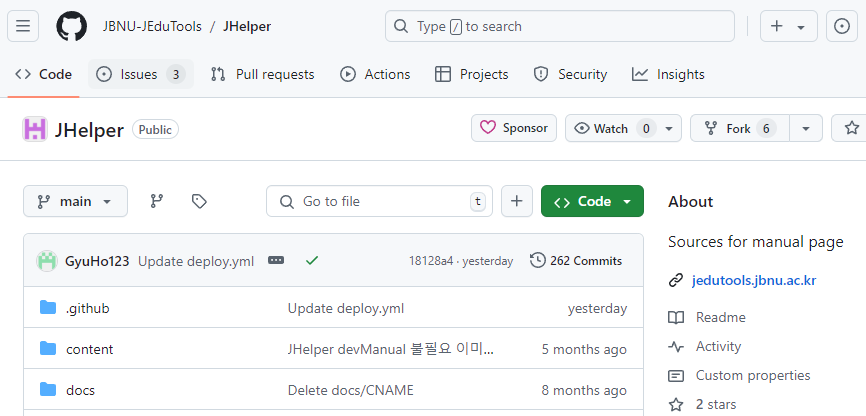 JBNU-JEduTools / JHelper Type / to search
Code Issues 3 Pull requests Actions Projects Security Insights
JHelper Public Sponsor Watch 0 Fork 6
main Go to file t Code
About
GyuHo123 Update deploy.yml 18128a4 · yesterday 262 Commits
Sources for manual page
jedutools.jbnu.ac.kr
.github Update deploy.yml yesterday
Readme
content JHelper devManual 불필요 이미... 5 months ago
Activity
Custom properties
docs Delete docs/CNAME 8 months ago
2 stars